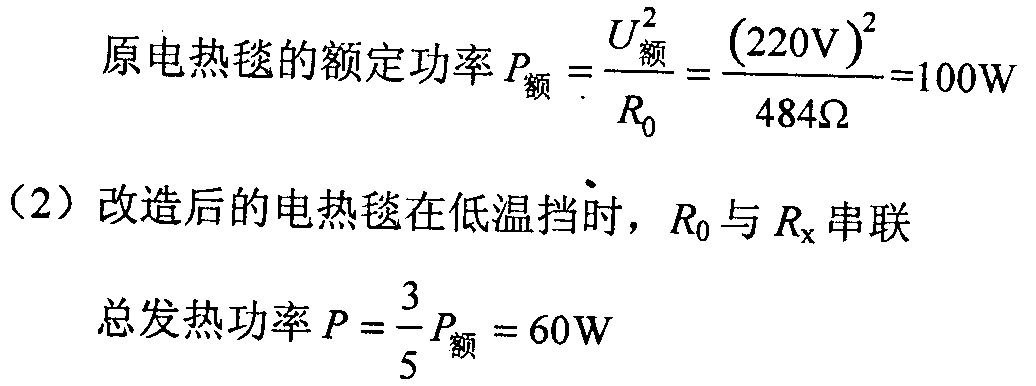 原电热毯的额定功率 P额 = U额²/R₀ = (220V)²/484Ω =100W
（2）改造后的电热毯在低温挡时，R₀ 与 Rₓ 串联
总发热功率 P = 3/5 P额 = 60W